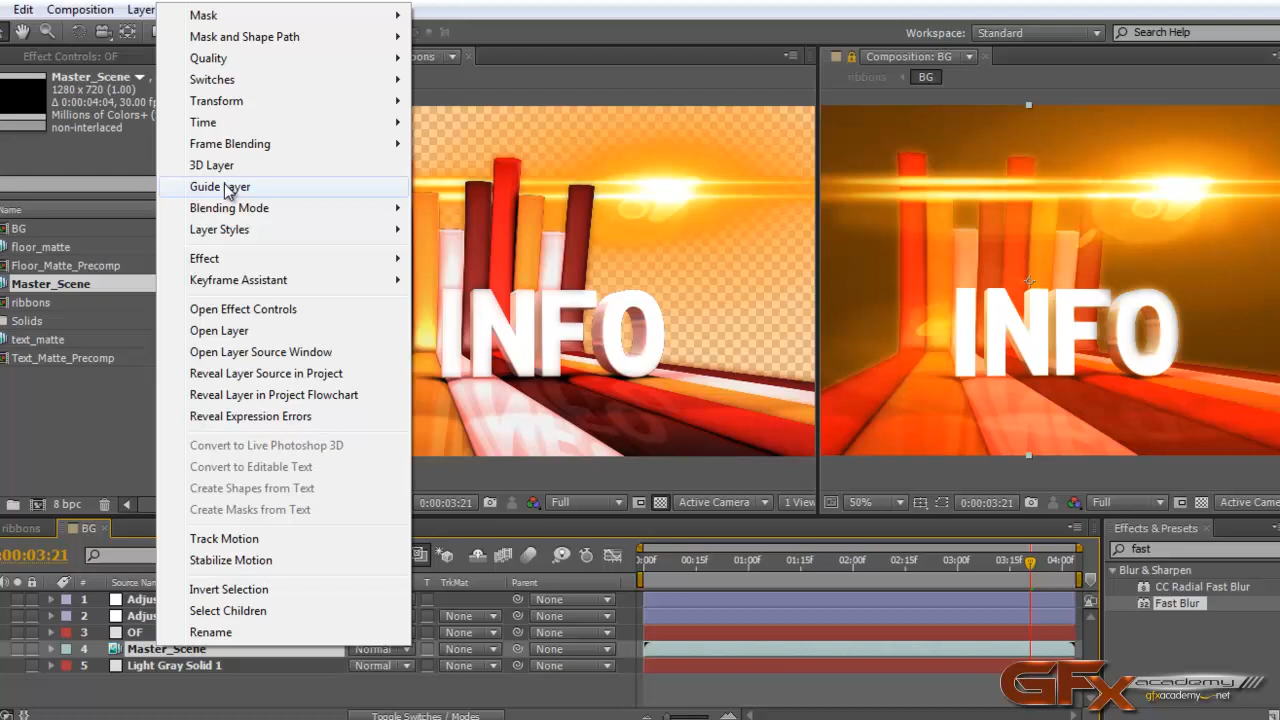 Edit Composition Layer
Workspace: Standard Search Help
Effect Controls: OF
Composition: BG
ribbons BG
Master_Scene
1280 x 720 (1.00)
Δ 0:00:04:04, 30.00 fp
Millions of Colors+ (
non-interlaced
Mask
Mask and Shape Path
Quality
Switches
Transform
Time
Frame Blending
3D Layer
Guide Layer
Blending Mode
Layer Styles
Effect
Keyframe Assistant
Open Effect Controls
Open Layer
Open Layer Source Window
Reveal Layer Source in Project
Reveal Layer in Project Flowchart
Reveal Expression Errors
Convert to Live Photoshop 3D
Convert to Editable Text
Create Shapes from Text
Create Masks from Text
Track Motion
Stabilize Motion
Invert Selection
Select Children
Rename
Name
BG
floor_matte
Floor_Matte_Precomp
Master_Scene
ribbons
Solids
text_matte
Text_Matte_Precomp
8 bpc
INFO
INFO
0:00:03:21 Full Active Camera 1 View
50% 0:00:03:21 Full Active Ca
ribbons BG
0:00:03:21
:00f 00:15f 01:00f 01:15f 02:00f 02:15f 03:00f 03:15f 04:00f
# Source Na T TrkMat Parent
1 Adjus None
2 Adjus None None
3 OF None None
4 Master_Scene Normal None None
5 Light Gray Solid 1 Normal None None
Toggle Switches / Modes
Effects & Presets
fast
Blur & Sharpen
CC Radial Fast Blur
Fast Blur
GFx academy
gfxacademy.net